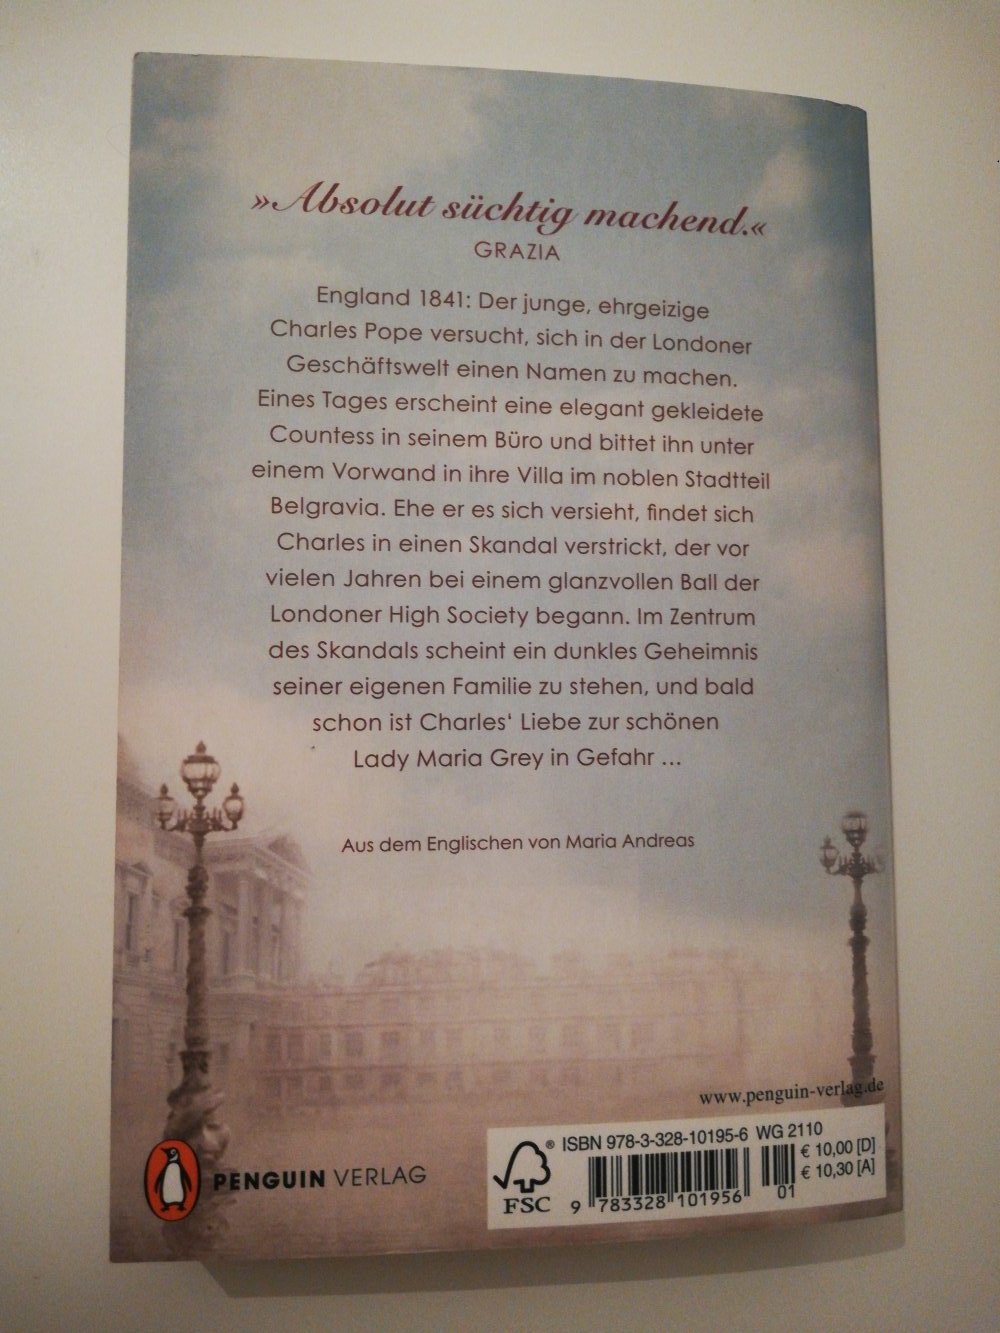 »Absolut süchtig machend.«
GRAZIA
England 1841: Der junge, ehrgeizige
Charles Pope versucht, sich in der Londoner
Geschäftswelt einen Namen zu machen.
Eines Tages erscheint eine elegant gekleidete
Countess in seinem Büro und bittet ihn unter
einem Vorwand in ihre Villa im noblen Stadtteil
Belgravia. Ehe er es sich versieht, findet sich
Charles in einen Skandal verstrickt, der vor
vielen Jahren bei einem glanzvollen Ball der
Londoner High Society begann. Im Zentrum
des Skandals scheint ein dunkles Geheimnis
seiner eigenen Familie zu stehen, und bald
schon ist Charles‘ Liebe zur schönen
Lady Maria Grey in Gefahr ...
Aus dem Englischen von Maria Andreas
www.penguin-verlag.de
PENGUIN VERLAG
® FSC
ISBN 978-3-328-10195-6 WG 2110
€ 10,00 [D]
€ 10,30 [A]
9 783328 101956 01